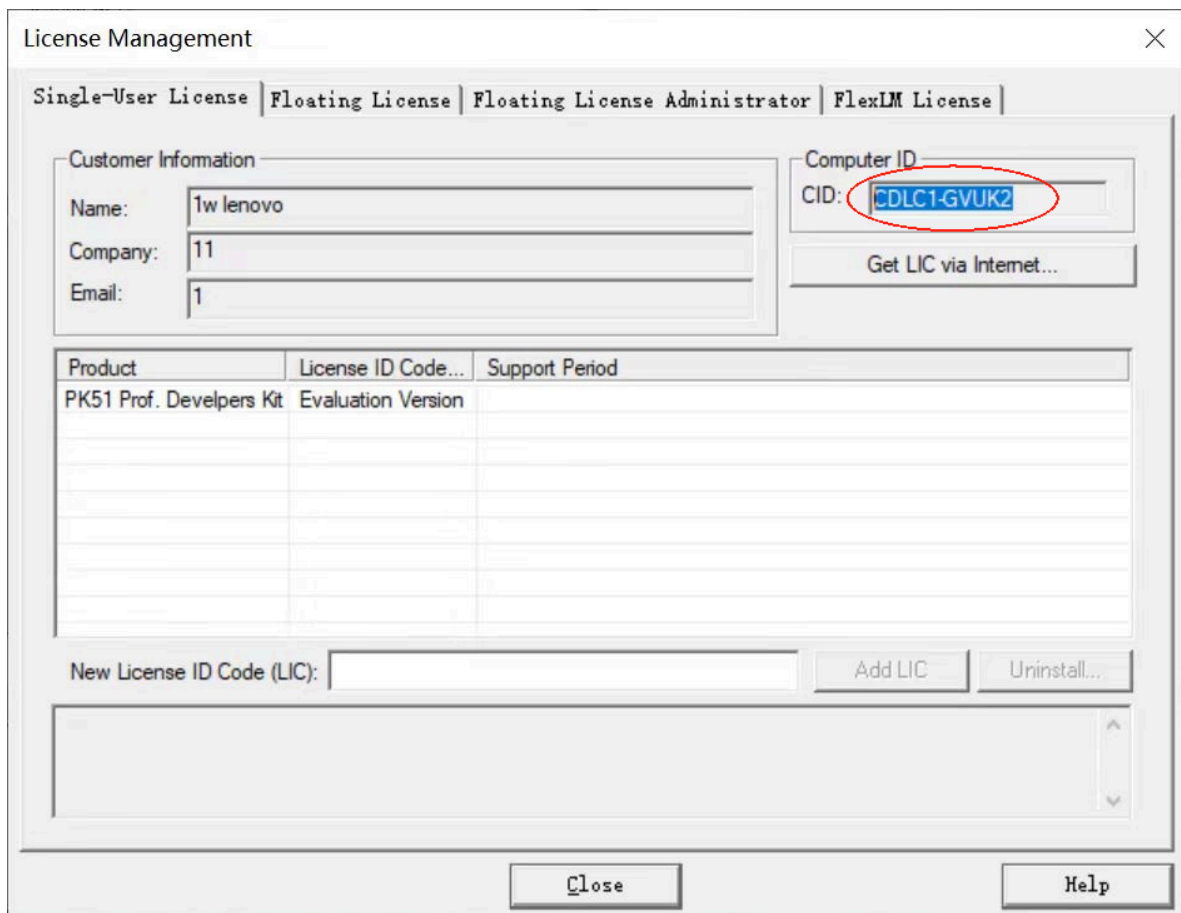 License Management
Single-User License Floating License Floating License Administrator FlexLM License
Customer Information
Name: 1w lenovo
Company: 11
Email: 1
Computer ID
CID: CDLC1-GVUK2
Get LIC via Internet...
Product License ID Code... Support Period
PK51 Prof. Develpers Kit Evaluation Version
New License ID Code (LIC): Add LIC Uninstall...
Close Help